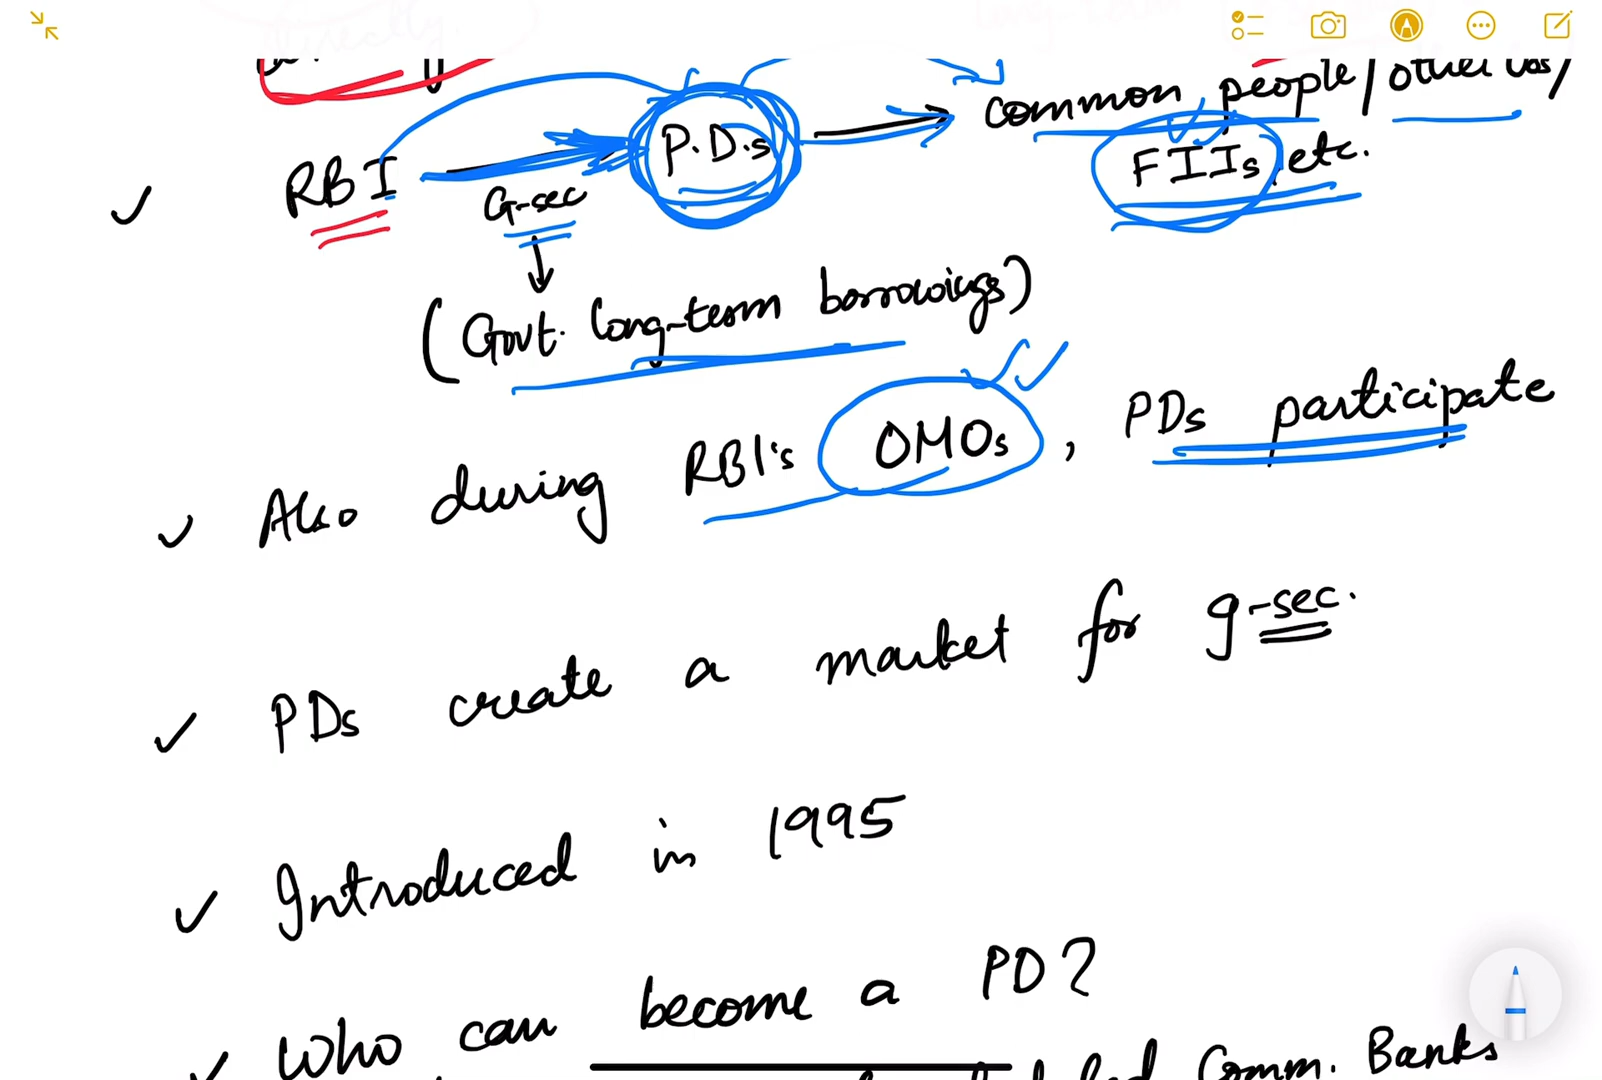 directly.
RBI P.D.s common people/other
G-sec FIIs, etc.
(Govt. long-term borrowings)
Also during RBI's OMOs, PDs participate
PDs create a market for g-sec.
Introduced in 1995
Who can become a PD?
Comm. Banks